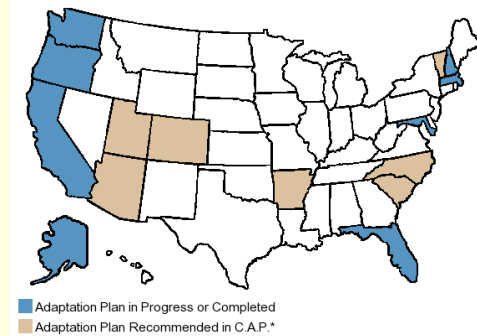 Adaptation Plan in Progress or Completed
Adaptation Plan Recommended in C.A.P.*